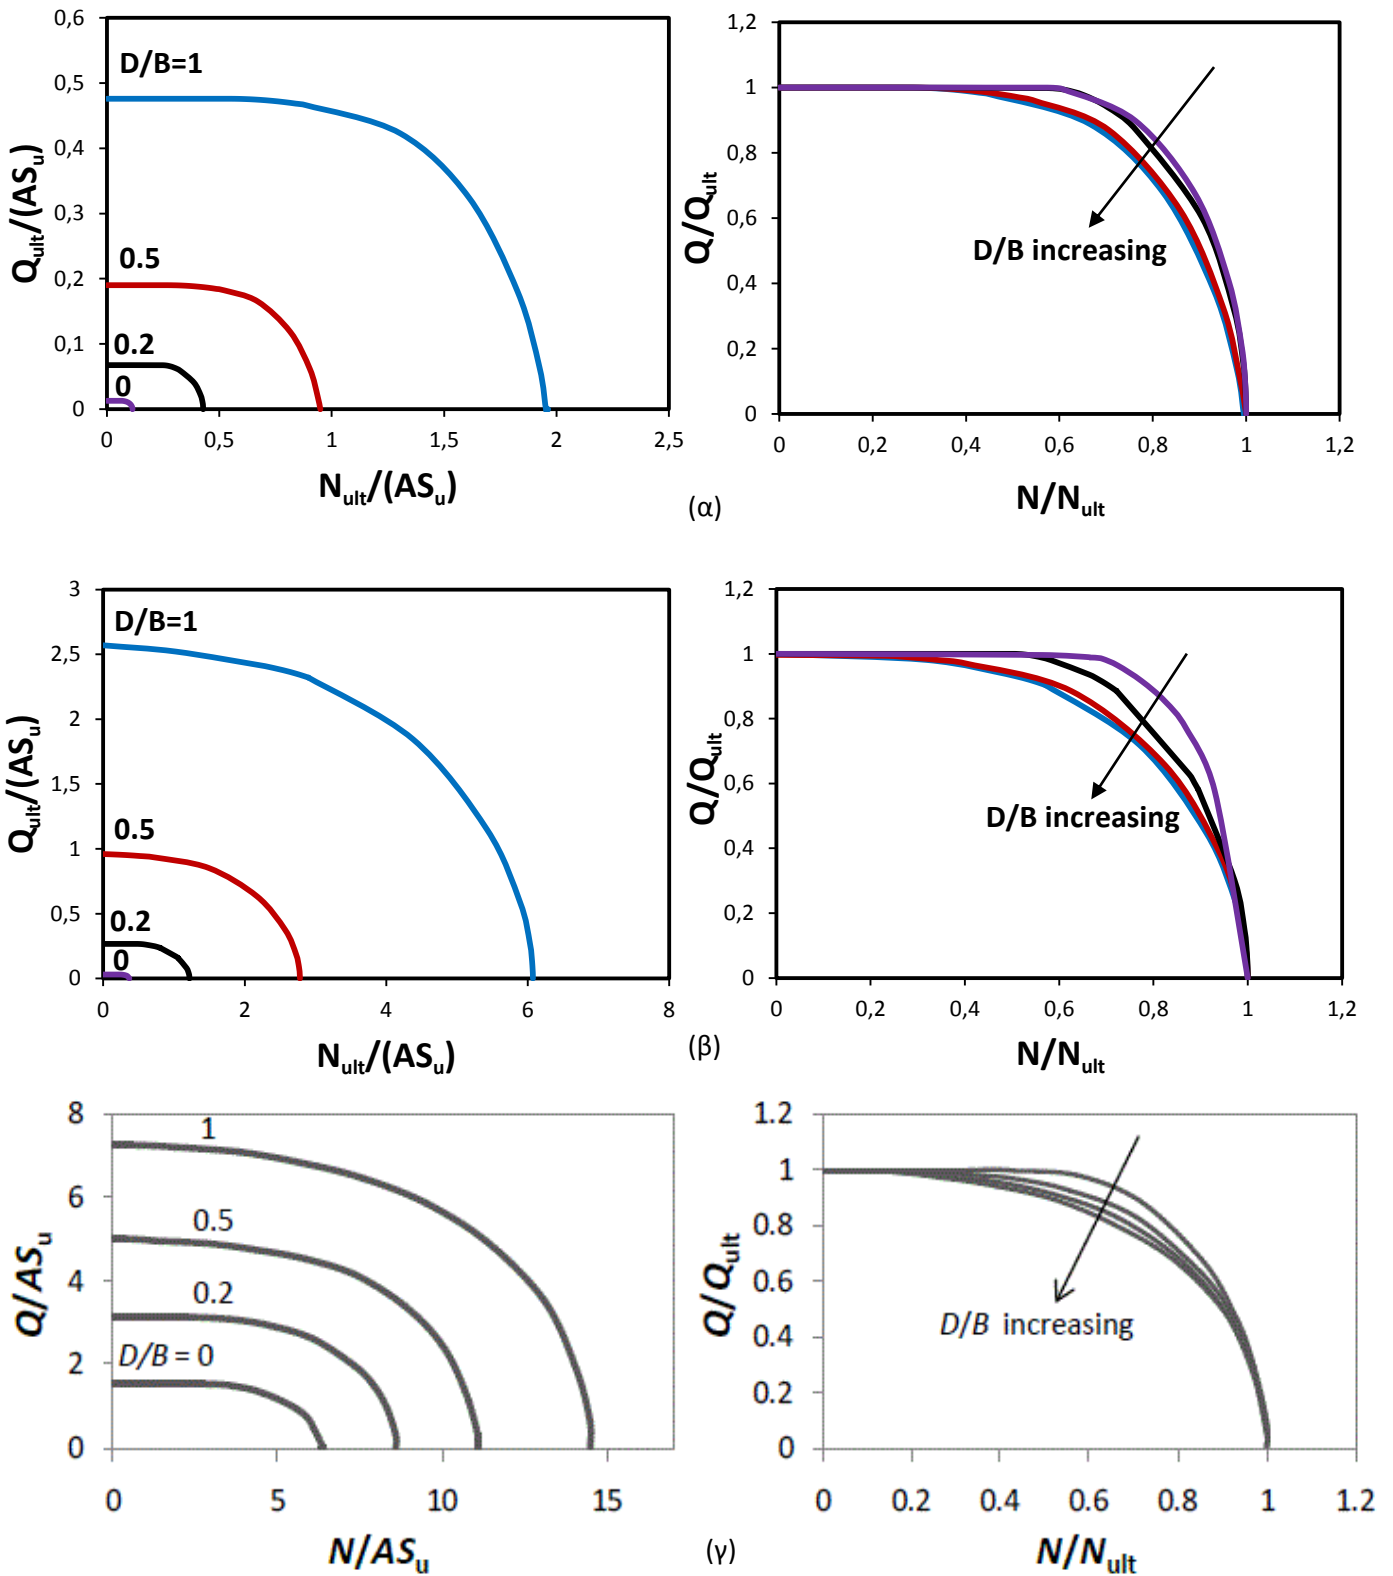 0,6
0,5
0,4
0,3
0,2
0,1
0
Qult/(ASu)
D/B=1
0.5
0.2
0
0 0,5 1 1,5 2 2,5
Nult/(ASu)
1,2
1
0,8
0,6
0,4
0,2
0
Q/Qult
D/B increasing
0 0,2 0,4 0,6 0,8 1 1,2
N/Nult
(α)
3
2,5
2
1,5
1
0,5
0
Qult/(ASu)
D/B=1
0.5
0.2
0
0 2 4 6 8
Nult/(ASu)
1,2
1
0,8
0,6
0,4
0,2
0
Q/Qult
D/B increasing
0 0,2 0,4 0,6 0,8 1 1,2
N/Nult
(β)
8
6
4
2
0
Q/ASu
1
0.5
0.2
D/B = 0
0 5 10 15
N/ASu
1.2
1
0.8
0.6
0.4
0.2
0
Q/Qult
D/B increasing
0 0.2 0.4 0.6 0.8 1 1.2
N/Nult
(γ)